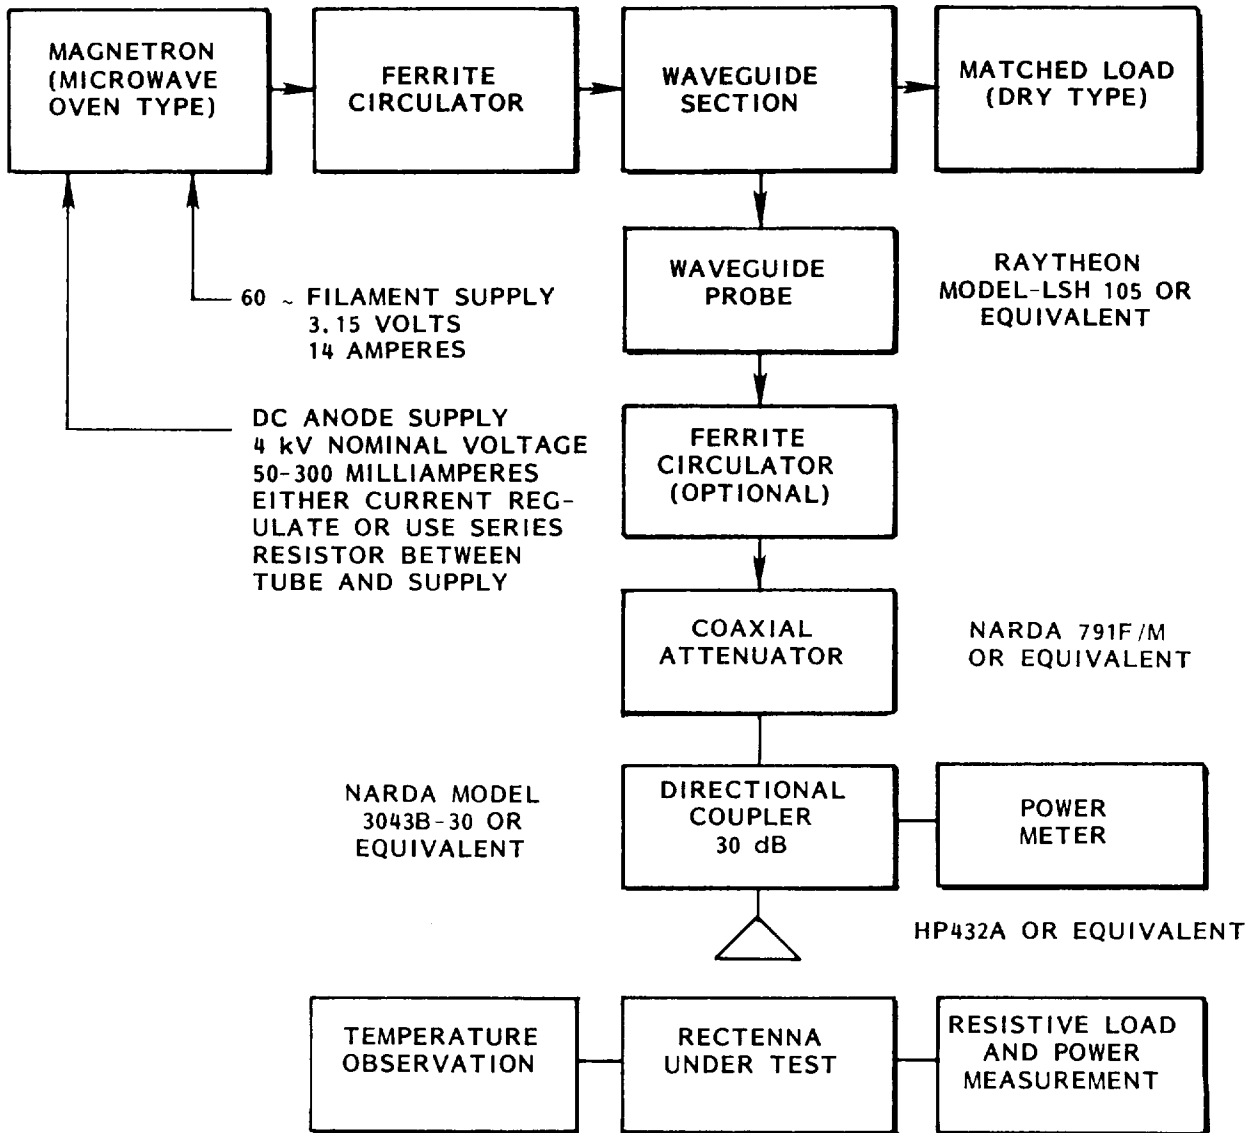 MAGNETRON
(MICROWAVE
OVEN TYPE)
FERRITE
CIRCULATOR
WAVEGUIDE
SECTION
MATCHED LOAD
(DRY TYPE)
WAVEGUIDE
PROBE
RAYTHEON
MODEL-LSH 105 OR
EQUIVALENT
60 ~ FILAMENT SUPPLY
3.15 VOLTS
14 AMPERES
DC ANODE SUPPLY
4 kV NOMINAL VOLTAGE
50-300 MILLIAMPERES
EITHER CURRENT REG-
ULATE OR USE SERIES
RESISTOR BETWEEN
TUBE AND SUPPLY
FERRITE
CIRCULATOR
(OPTIONAL)
COAXIAL
ATTENUATOR
NARDA 791F/M
OR EQUIVALENT
NARDA MODEL
3043B-30 OR
EQUIVALENT
DIRECTIONAL
COUPLER
30 dB
POWER
METER
HP432A OR EQUIVALENT
TEMPERATURE
OBSERVATION
RECTENNA
UNDER TEST
RESISTIVE LOAD
AND POWER
MEASUREMENT